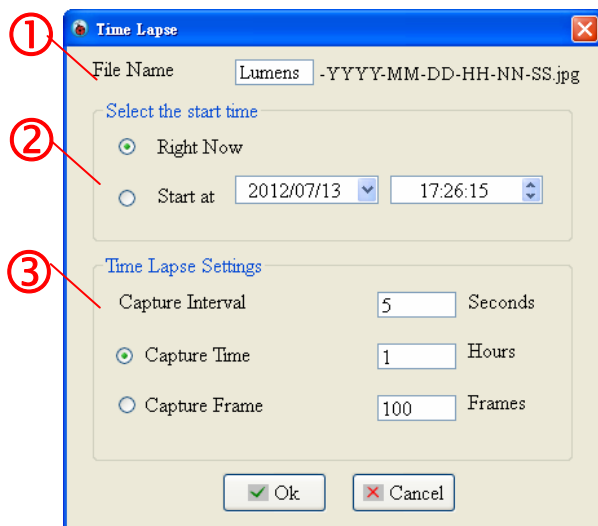 Time Lapse
① File Name Lumens -YYYY-MM-DD-HH-NN-SS.jpg
Select the start time
② Right Now
Start at 2012/07/13 17:26:15
③ Time Lapse Settings
Capture Interval 5 Seconds
Capture Time 1 Hours
Capture Frame 100 Frames
Ok Cancel